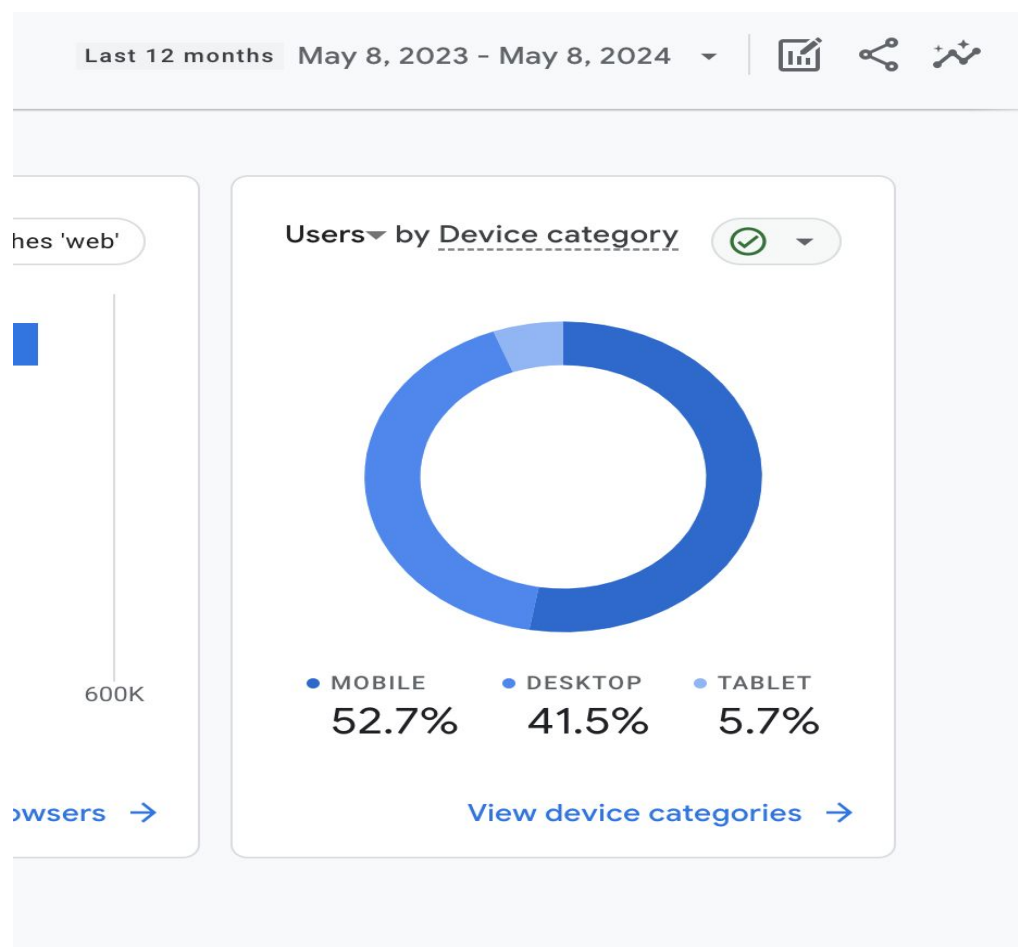 Last 12 months May 8, 2023 - May 8, 2024
hes 'web'
Users by Device category
600K
MOBILE DESKTOP TABLET
52.7% 41.5% 5.7%
owsers
View device categories